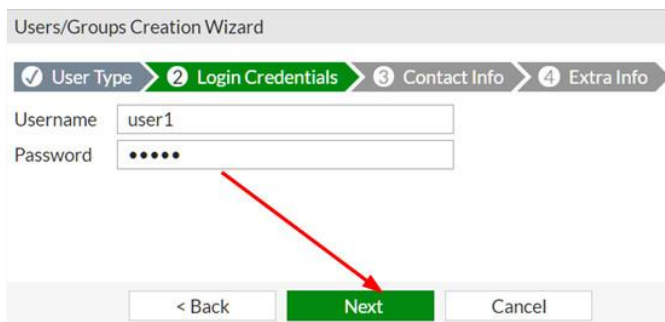 Users/Groups Creation Wizard
✓ User Type 2 Login Credentials 3 Contact Info 4 Extra Info
Username user1
Password •••••
< Back Next Cancel